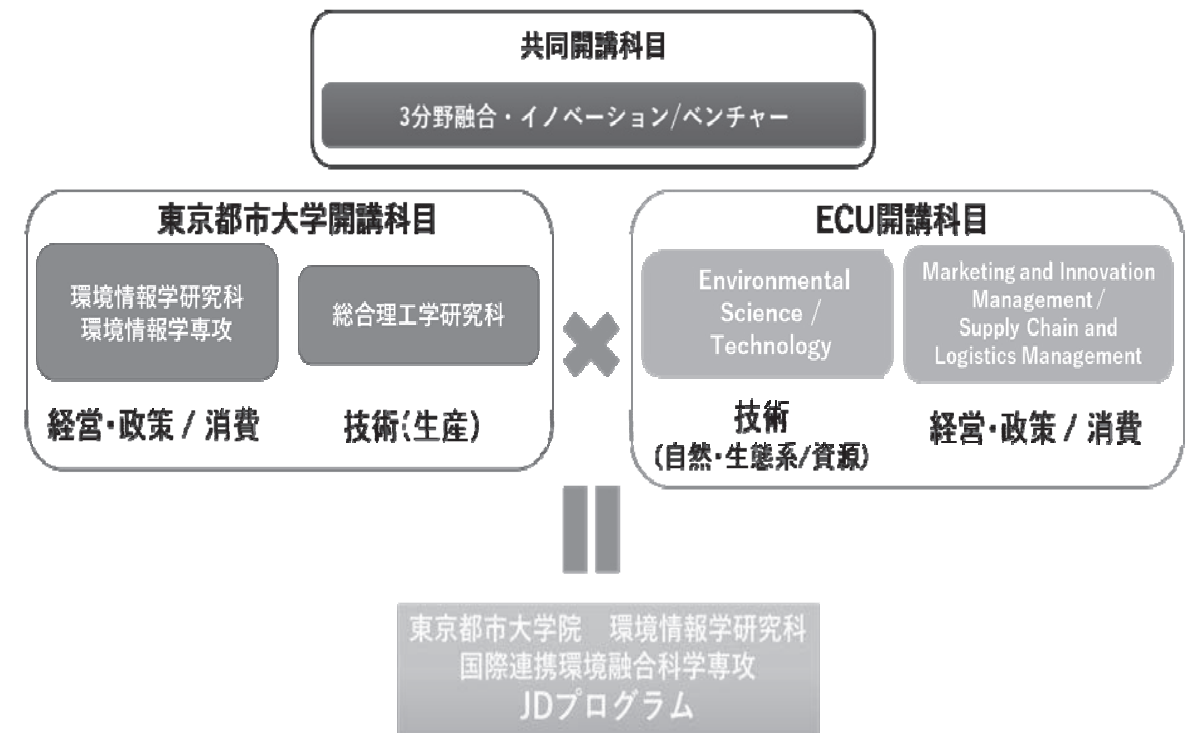 共同開講科目
3分野融合・イノベーション/ベンチャー
東京都市大学開講科目
環境情報学研究科
環境情報学専攻
総合理工学研究科
経営・政策 / 消費
技術(生産)
ECU開講科目
Environmental
Science /
Technology
Marketing and Innovation
Management /
Supply Chain and
Logistics Management
技術
(自然・生態系/資源)
経営・政策 / 消費
東京都市大学院　環境情報学研究科
国際連携環境融合科学専攻
JDプログラム